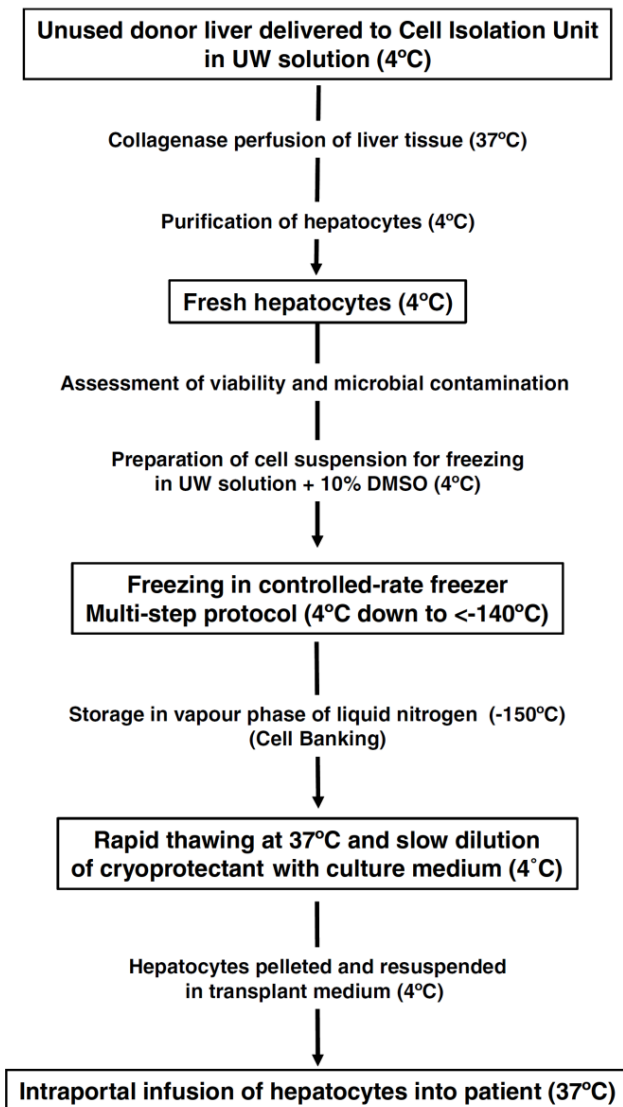 Unused donor liver delivered to Cell Isolation Unit
in UW solution (4ºC)
Collagenase perfusion of liver tissue (37ºC)
Purification of hepatocytes (4ºC)
Fresh hepatocytes (4ºC)
Assessment of viability and microbial contamination
Preparation of cell suspension for freezing
in UW solution + 10% DMSO (4ºC)
Freezing in controlled-rate freezer
Multi-step protocol (4ºC down to <-140ºC)
Storage in vapour phase of liquid nitrogen (-150ºC)
(Cell Banking)
Rapid thawing at 37ºC and slow dilution
of cryoprotectant with culture medium (4˚C)
Hepatocytes pelleted and resuspended
in transplant medium (4ºC)
Intraportal infusion of hepatocytes into patient (37ºC)